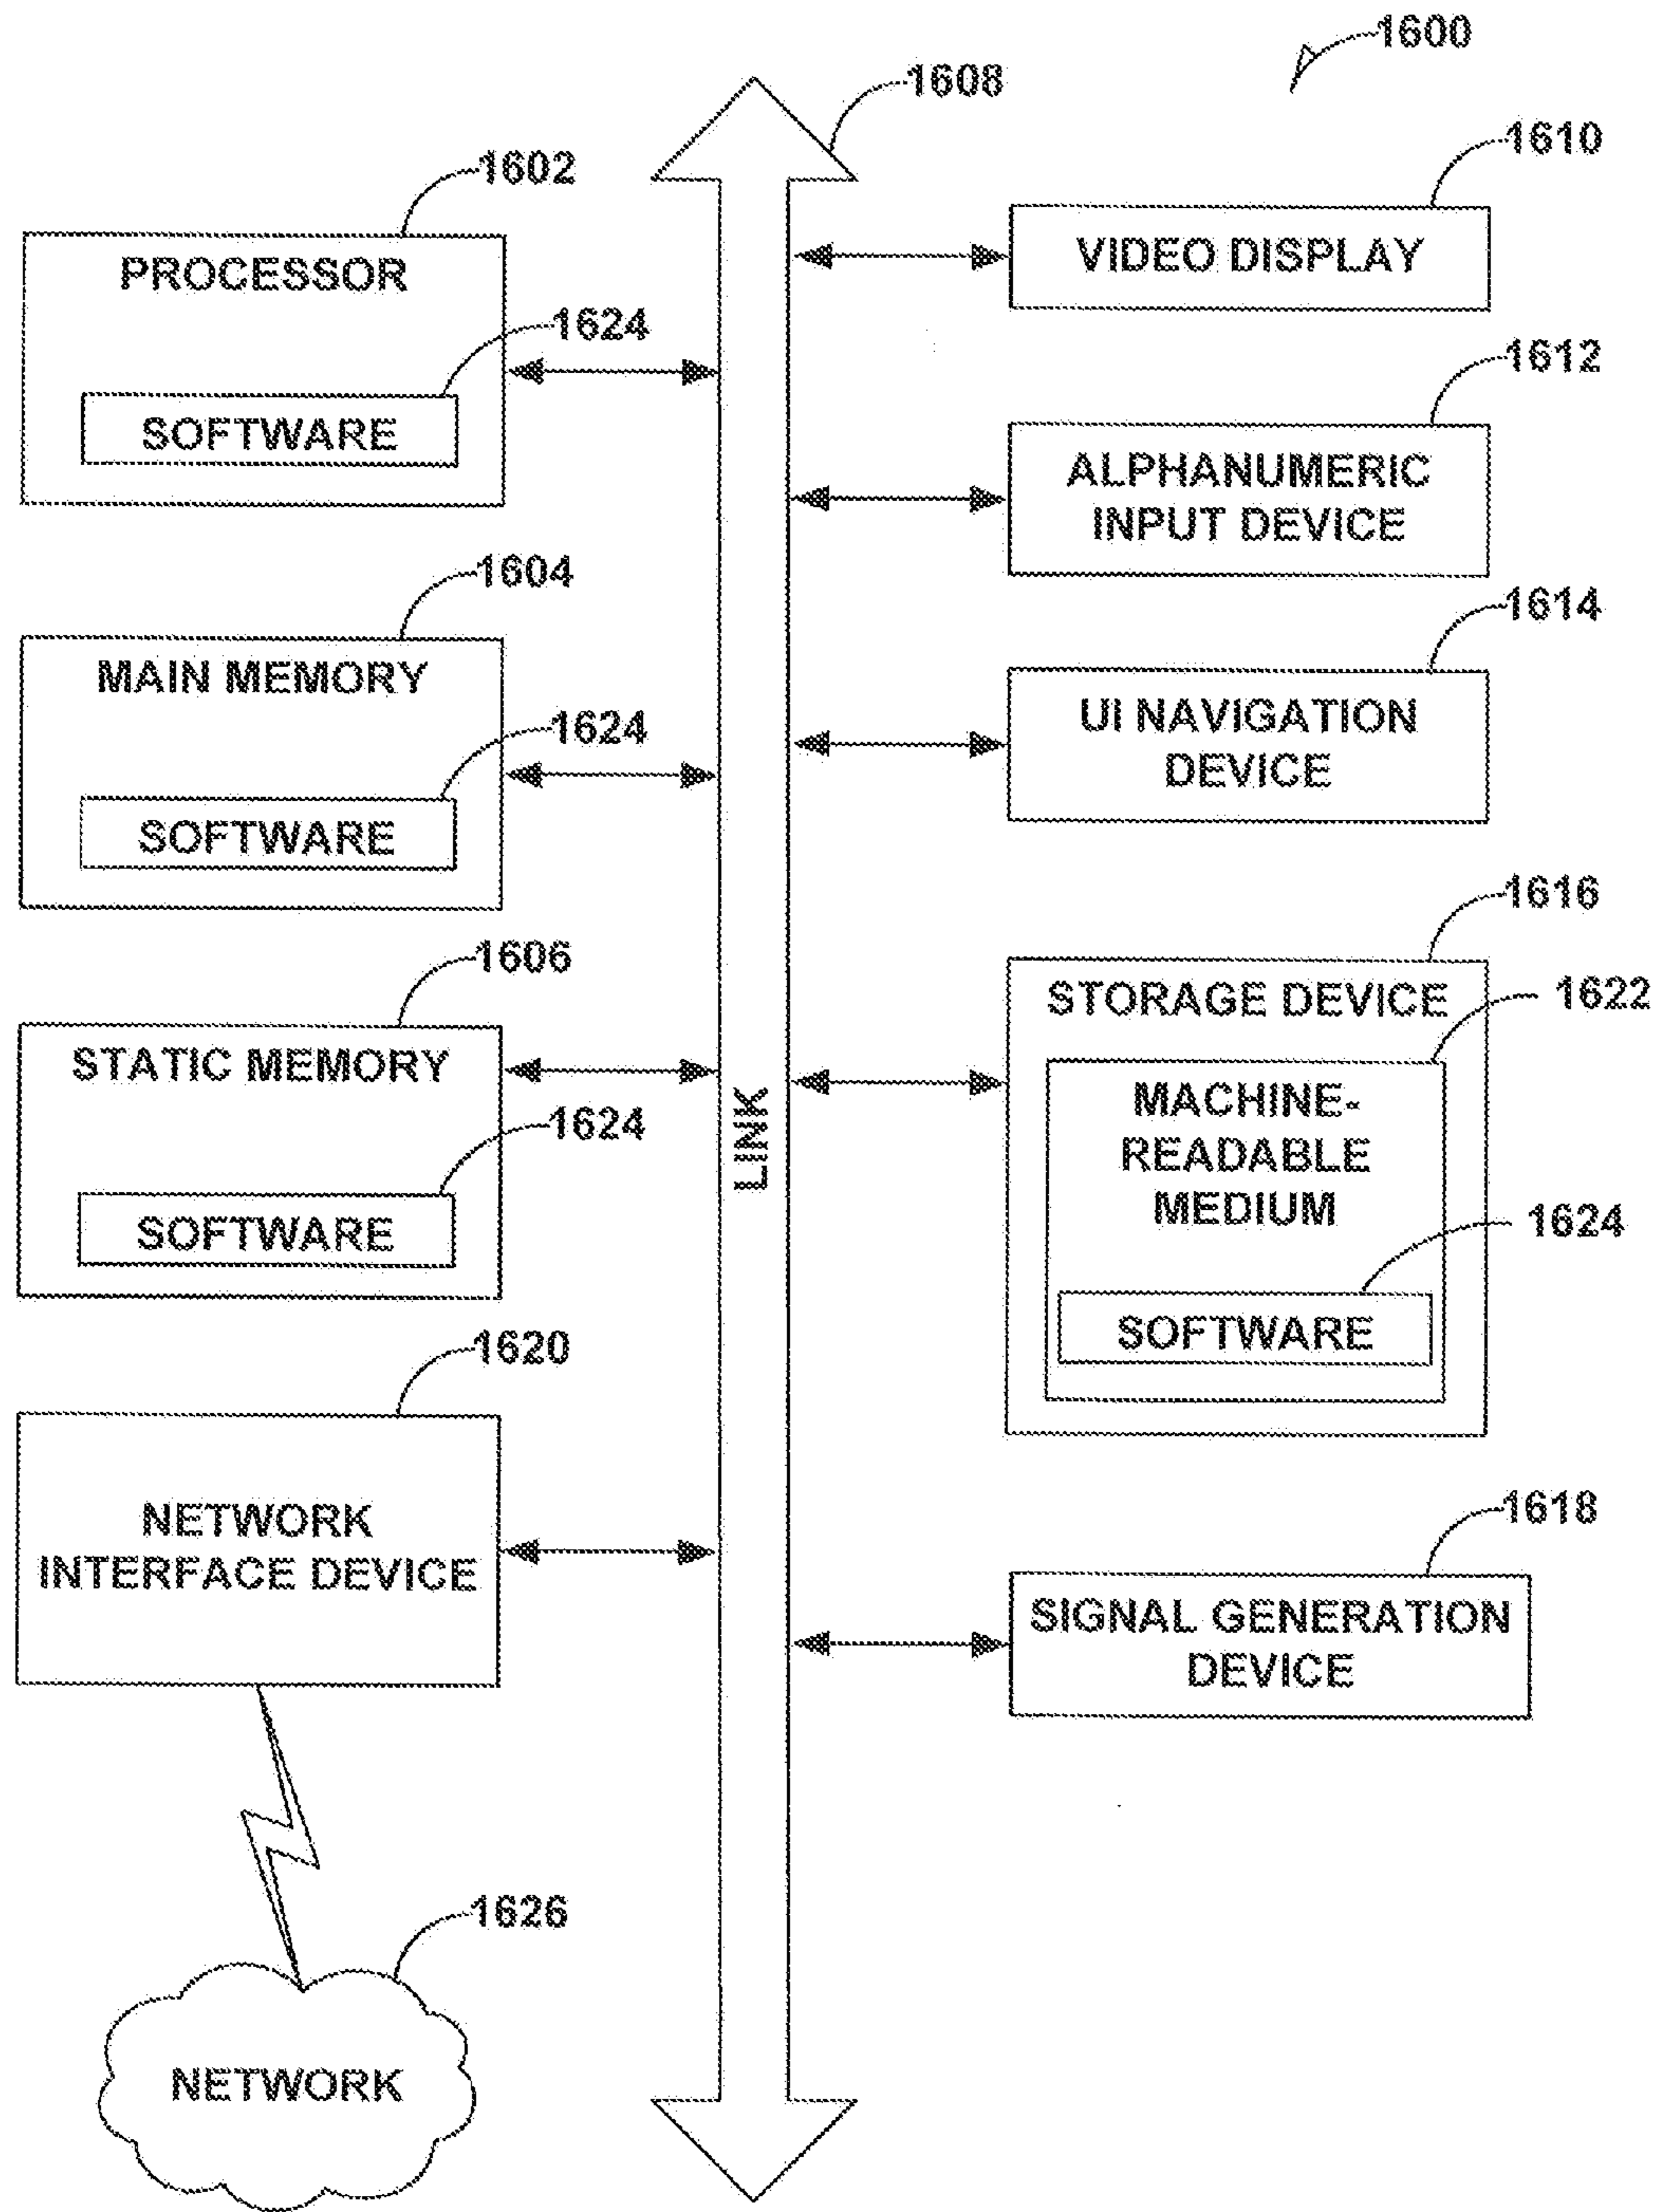 1600
1608
1610
1602
VIDEO DISPLAY
PROCESSOR
1624
1612
SOFTWARE
ALPHANUMERIC
INPUT DEVICE
1604
1614
MAIN MEMORY
UI NAVIGATION
DEVICE
1624
SOFTWARE
1616
1606
STORAGE DEVICE
1622
STATIC MEMORY
1624
MACHINE-
READABLE
MEDIUM
LINK
SOFTWARE
1624
SOFTWARE
1620
1618
NETWORK
INTERFACE DEVICE
SIGNAL GENERATION
DEVICE
1626
NETWORK